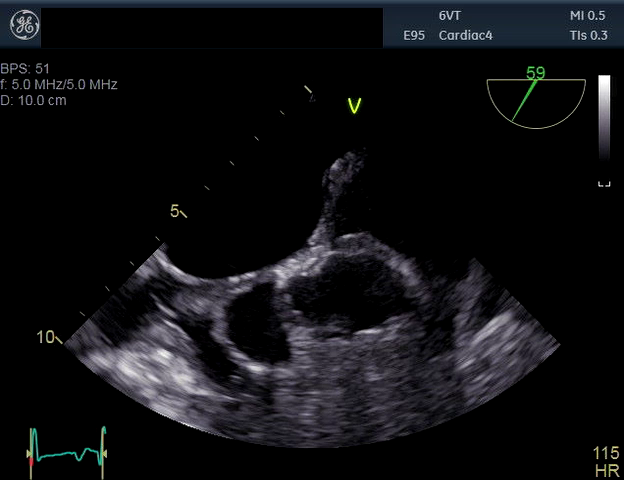 6VT MI 0.5
E95 Cardiac4 TIs 0.3
BPS: 51
f: 5.0 MHz/5.0 MHz
D: 10.0 cm
59
V
5
10
115
HR